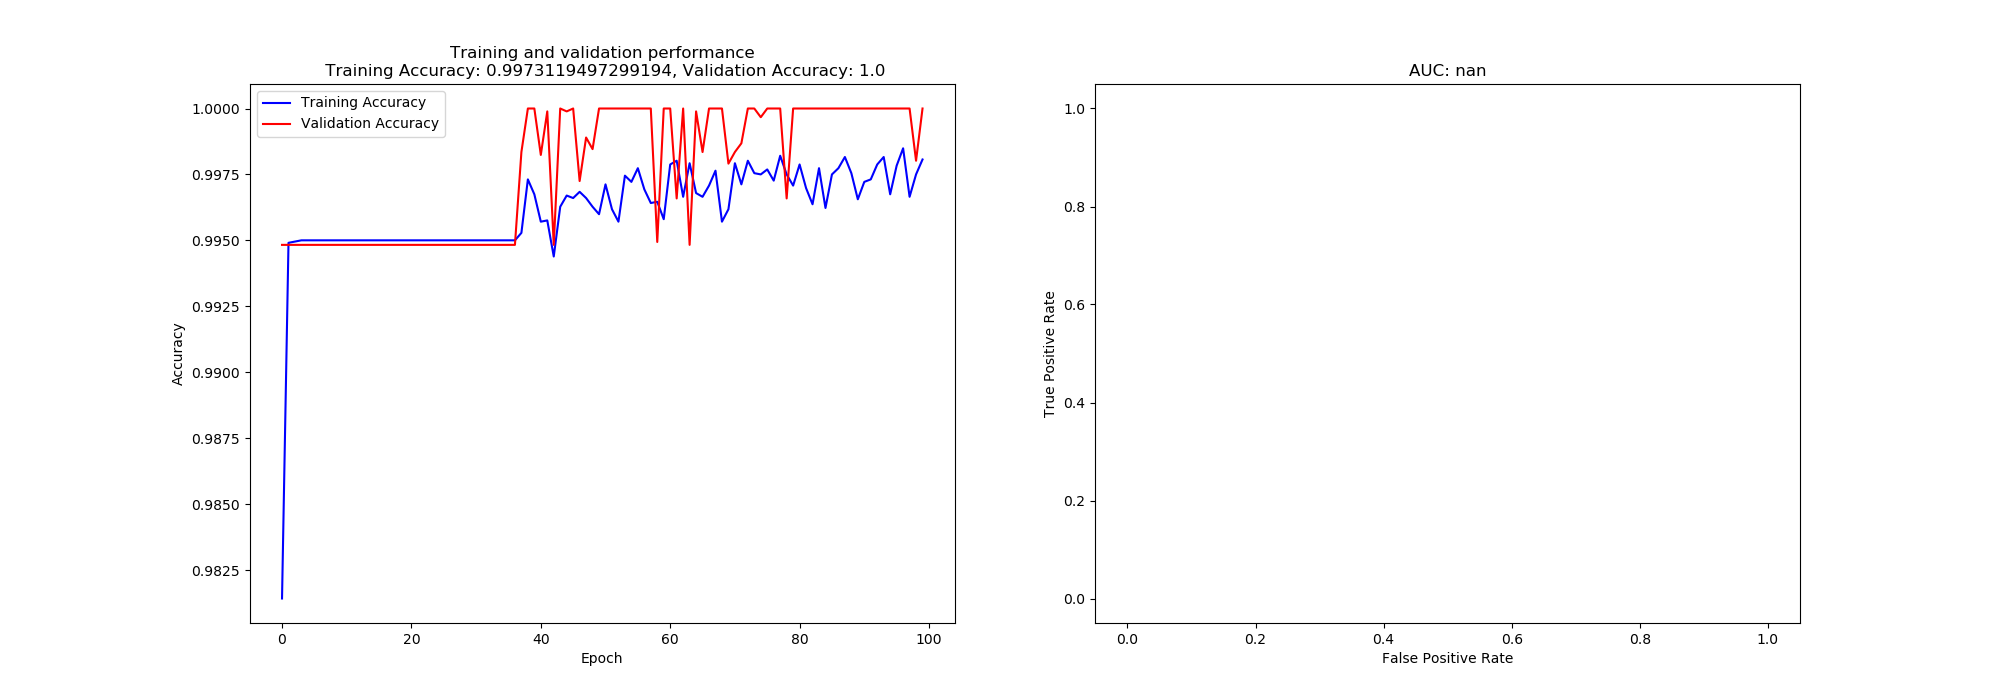 Training and validation performance
Training Accuracy: 0.9973119497299194, Validation Accuracy: 1.0
Training Accuracy
Validation Accuracy
1.0000
0.9975
0.9950
0.9925
0.9900
0.9875
0.9850
0.9825
Accuracy
0
20
40
60
80
100
Epoch
AUC: nan
1.0
0.8
0.6
0.4
0.2
0.0
True Positive Rate
0.0
0.2
0.4
0.6
0.8
1.0
False Positive Rate